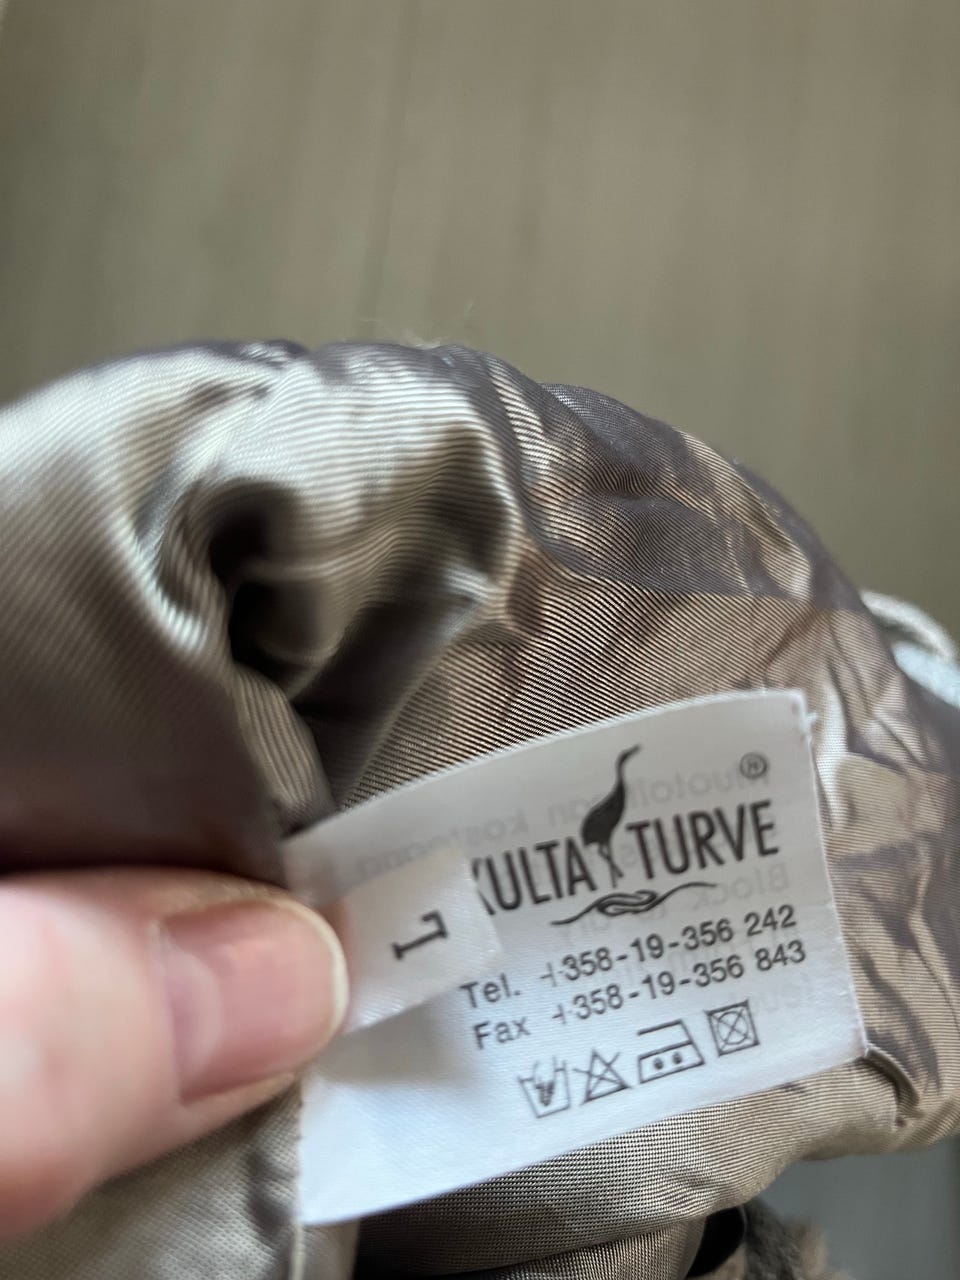 ®
KULTA TURVE
L
Tel. +358-19-356 242
Fax +358-19-356 843